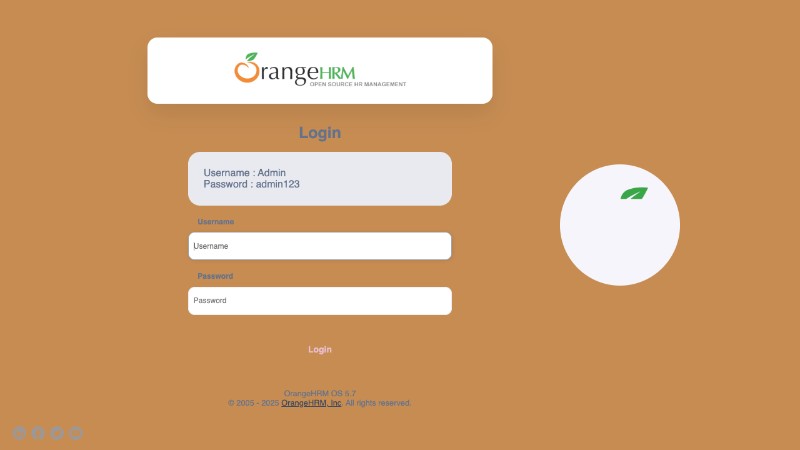 OrangeHRM
OPEN SOURCE HR MANAGEMENT
Login
Username : Admin
Password : admin123
Username
Username
Password
Password
Login
OrangeHRM OS 5.7
© 2005 - 2025 OrangeHRM, Inc. All rights reserved.